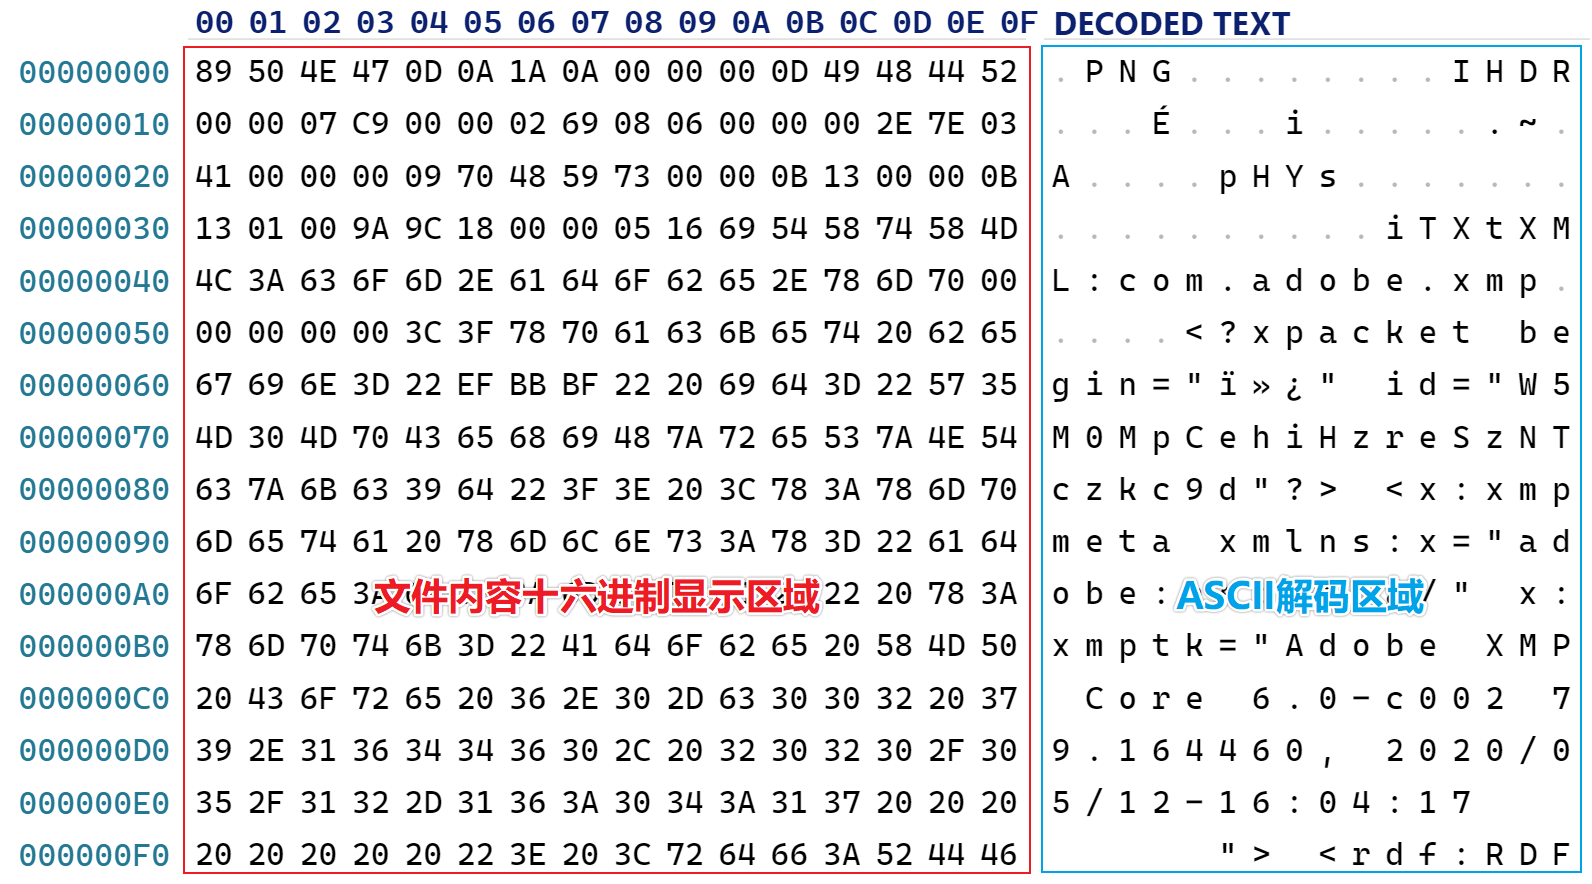 00 01 02 03 04 05 06 07 08 09 0A 0B 0C 0D 0E 0F DECODED TEXT
00000000 89 50 4E 47 0D 0A 1A 0A 00 00 00 0D 49 48 44 52 . P N G . . . . . . . . I H D R
00000010 00 00 07 C9 00 00 02 69 08 06 00 00 00 2E 7E 03 . . . É . . . i . . . . . . ~ .
00000020 41 00 00 00 09 70 48 59 73 00 00 0B 13 00 00 0B A . . . . p H Y s . . . . . . .
00000030 13 01 00 9A 9C 18 00 00 05 16 69 54 58 74 58 4D . . . . . . . . . . i T X t X M
00000040 4C 3A 63 6F 6D 2E 61 64 6F 62 65 2E 78 6D 70 00 L : c o m . a d o b e . x m p .
00000050 00 00 00 00 3C 3F 78 70 61 63 6B 65 74 20 62 65 . . . . < ? x p a c k e t b e
00000060 67 69 6E 3D 22 EF BB BF 22 20 69 64 3D 22 57 35 g i n = " ï » ¿ " i d = " W 5
00000070 4D 30 4D 70 43 65 68 69 48 7A 72 65 53 7A 4E 54 M 0 M p C e h i H z r e S z N T
00000080 63 7A 6B 63 39 64 22 3F 3E 20 3C 78 3A 78 6D 70 c z k c 9 d " ? > < x : x m p
00000090 6D 65 74 61 20 78 6D 6C 6E 73 3A 78 3D 22 61 64 m e t a x m l n s : x = " a d
000000A0 6F 62 65 文件内容十六进制显示区域 22 20 78 3A o b e : ASCII解码区域 / " x :
000000B0 78 6D 70 74 6B 3D 22 41 64 6F 62 65 20 58 4D 50 x m p t k = " A d o b e X M P
000000C0 20 43 6F 72 65 20 36 2E 30 2D 63 30 30 32 20 37 C o r e 6 . 0 - c 0 0 2 7
000000D0 39 2E 31 36 34 34 36 30 2C 20 32 30 32 30 2F 30 9 . 1 6 4 4 6 0 , 2 0 2 0 / 0
000000E0 35 2F 31 32 2D 31 36 3A 30 34 3A 31 37 20 20 20 5 / 1 2 - 1 6 : 0 4 : 1 7
000000F0 20 20 20 20 20 22 3E 20 3C 72 64 66 3A 52 44 46 " > < r d f : R D F